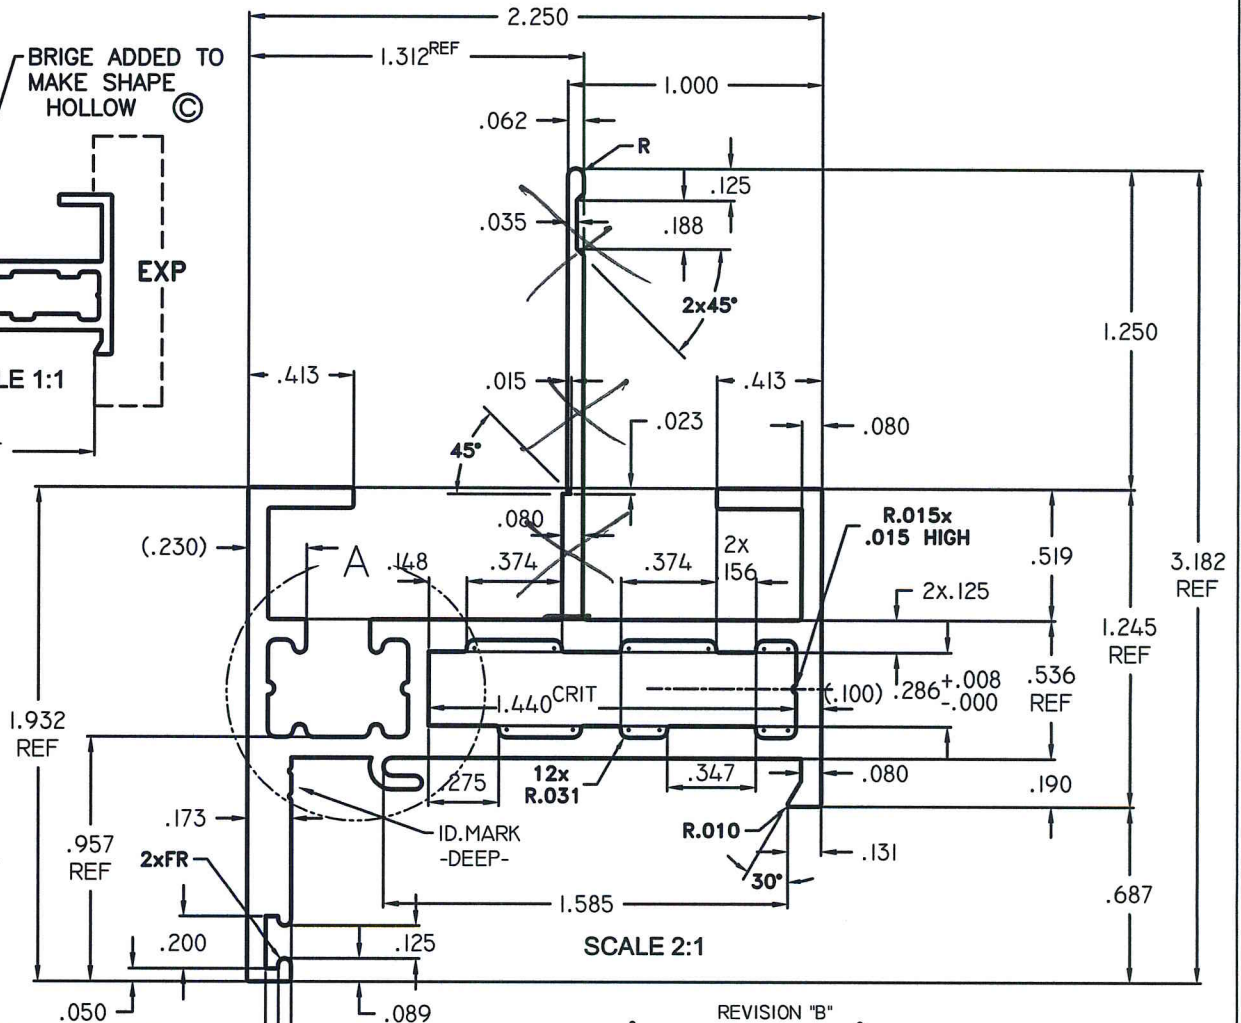 2.250
1.312 REF
BRIGE ADDED TO
MAKE SHAPE
HOLLOW Ⓒ
1.000
.062
R
.125
.035
.188
EXP
2x45°
1.250
LE 1:1
.413
.015
.413
.023
.080
45°
R.015x
.015 HIGH
.080
(.230)
A
.148
.374
.374
2x
.156
.519
3.182
REF
2x.125
1.245
REF
1.440 CRIT
(.100)
.286 +.008
-.000
.536
REF
1.932
REF
12x
R.031
.275
.347
.080
.190
.173
ID.MARK
-DEEP-
R.010
.957
REF
2xFR
.131
30°
.687
1.585
.200
.125
SCALE 2:1
.050
.089
REVISION "B"